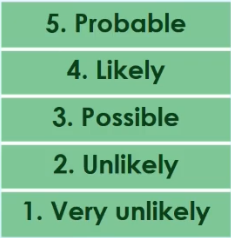 5. Probable
4. Likely
3. Possible
2. Unlikely
1. Very unlikely